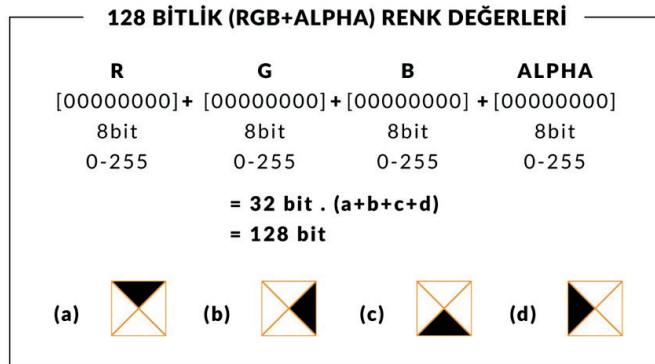 128 BİTLİK (RGB+ALPHA) RENK DEĞERLERİ
R G B ALPHA
[00000000]+ [00000000]+[00000000] +[00000000]
8bit 8bit 8bit 8bit
0-255 0-255 0-255 0-255
= 32 bit . (a+b+c+d)
= 128 bit
(a) (b) (c) (d)